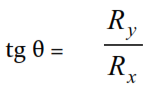 tg θ = R_y / R_x